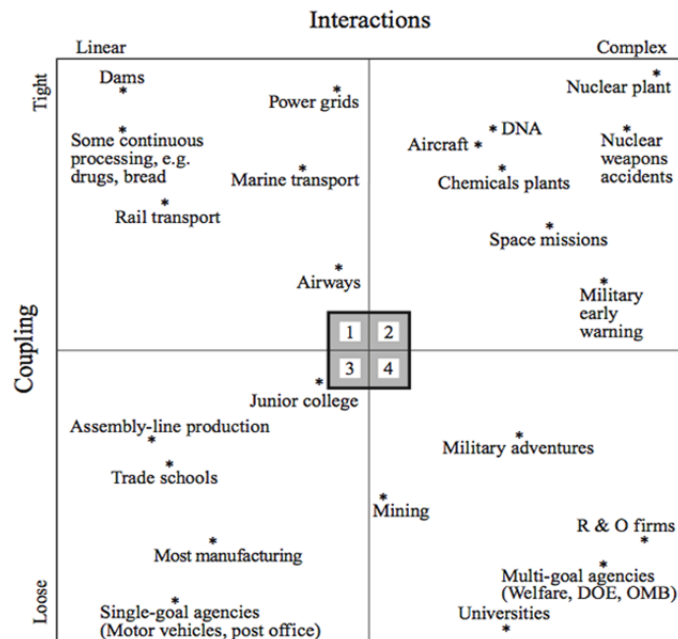 Interactions
Linear
Complex
Tight
Coupling
Loose
Dams
Power grids
Some continuous
processing, e.g.
drugs, bread
Marine transport
Rail transport
Airways
Nuclear plant
DNA
Aircraft
Nuclear
weapons
accidents
Chemicals plants
Space missions
Military
early
warning
1
2
3
4
Junior college
Assembly-line production
Trade schools
Most manufacturing
Single-goal agencies
(Motor vehicles, post office)
Military adventures
Mining
R & O firms
Multi-goal agencies
(Welfare, DOE, OMB)
Universities